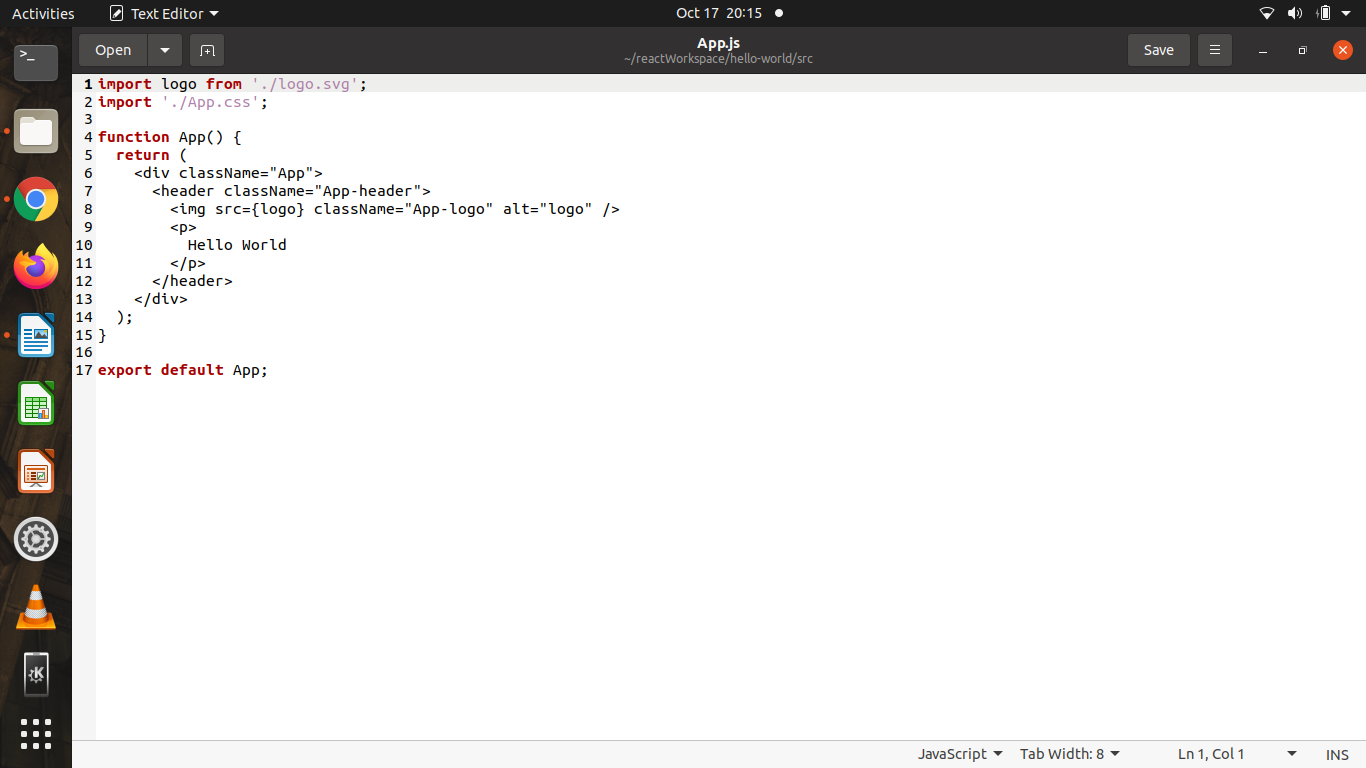 Activities
Text Editor
Oct 17 20:15
Open
App.js
~/reactWorkspace/hello-world/src
Save
1 import logo from './logo.svg';
2 import './App.css';
3
4 function App() {
5   return (
6     <div className="App">
7       <header className="App-header">
8         <img src={logo} className="App-logo" alt="logo" />
9         <p>
10           Hello World
11         </p>
12       </header>
13     </div>
14   );
15 }
16
17 export default App;
JavaScript
Tab Width: 8
Ln 1, Col 1
INS